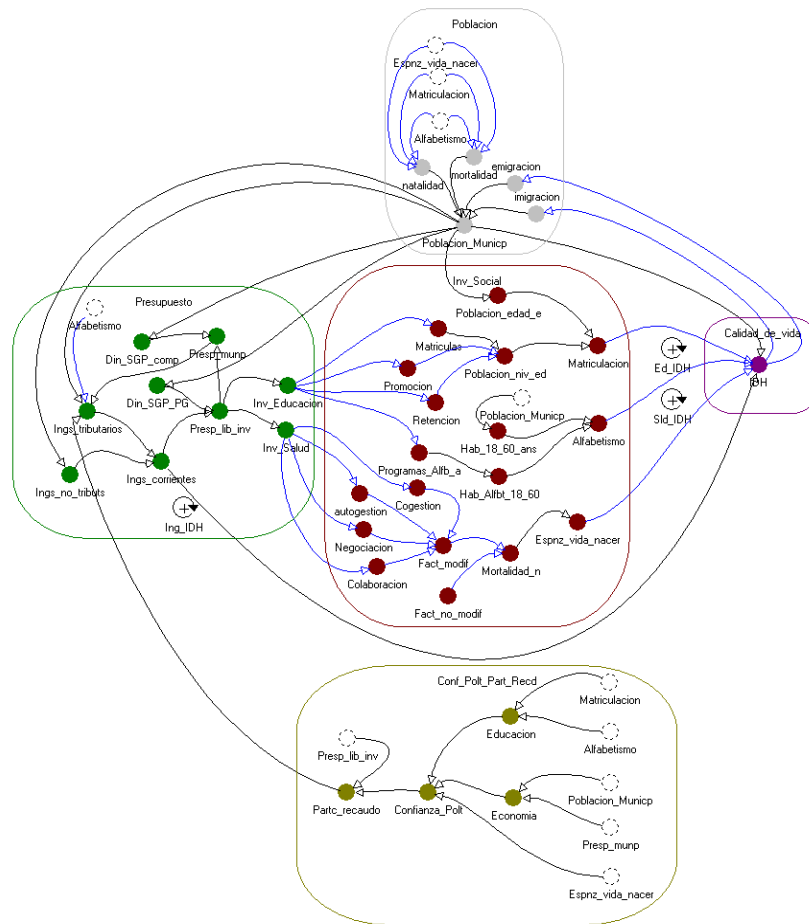 Poblacion
Espnz_vida_nacer
Matriculacion
Alfabetismo
mortalidad
emigracion
natalidad
imigracion
Poblacion_Municp
Presupuesto
Alfabetismo
Din_SGP_comp
Presp_munp
Din_SGP_PG
Ings_tributarios
Presp_lib_inv
Inv_Educacion
Inv_Salud
Ings_no_tributs
Ings_corrientes
Ing_IDH
Inv_Social
Poblacion_edad_e
Matriculas
Matriculacion
Promocion
Poblacion_niv_ed
Retencion
Poblacion_Municp
Hab_18_60_ans
Alfabetismo
Programas_Alfb_a
Hab_Alfbt_18_60
Cogestion
autogestion
Negociacion
Espnz_vida_nacer
Fact_modif
Mortalidad_n
Colaboracion
Fact_no_modif
Calidad_de_vida
Ed_IDH
IDH
Sld_IDH
Conf_Polt_Part_Recd
Matriculacion
Educacion
Alfabetismo
Presp_lib_inv
Partc_recaudo
Confianza_Polt
Economia
Poblacion_Municp
Presp_munp
Espnz_vida_nacer